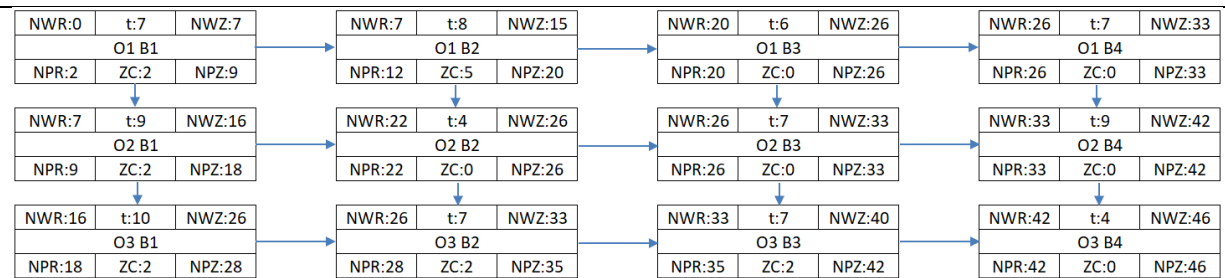 NWR:0 t:7 NWZ:7 NWR:7 t:8 NWZ:15 NWR:20 t:6 NWZ:26 NWR:26 t:7 NWZ:33
O1 B1 O1 B2 O1 B3 O1 B4
NPR:2 ZC:2 NPZ:9 NPR:12 ZC:5 NPZ:20 NPR:20 ZC:0 NPZ:26 NPR:26 ZC:0 NPZ:33
NWR:7 t:9 NWZ:16 NWR:22 t:4 NWZ:26 NWR:26 t:7 NWZ:33 NWR:33 t:9 NWZ:42
O2 B1 O2 B2 O2 B3 O2 B4
NPR:9 ZC:2 NPZ:18 NPR:22 ZC:0 NPZ:26 NPR:26 ZC:0 NPZ:33 NPR:33 ZC:0 NPZ:42
NWR:16 t:10 NWZ:26 NWR:26 t:7 NWZ:33 NWR:33 t:7 NWZ:40 NWR:42 t:4 NWZ:46
O3 B1 O3 B2 O3 B3 O3 B4
NPR:18 ZC:2 NPZ:28 NPR:28 ZC:2 NPZ:35 NPR:35 ZC:2 NPZ:42 NPR:42 ZC:0 NPZ:46